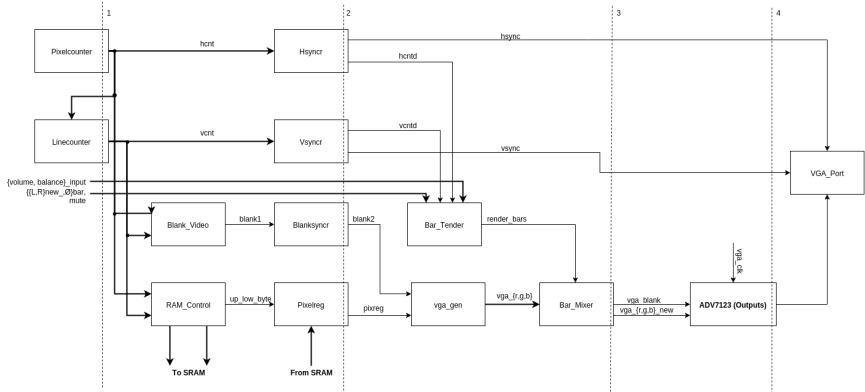 1
2
3
4
hsync
Pixelcounter
hcnt
Hsyncr
hcntd
vcntd
Linecounter
vcnt
Vsyncr
vsync
VGA_Port
{volume, balance}_input
{{L,R}new_,Ø}bar,
mute
Blank_Video
blank1
Blanksyncr
blank2
Bar_Tender
render_bars
vga_clk
RAM_Control
up_low_byte
Pixelreg
pixreg
vga_gen
vga_{r,g,b}
Bar_Mixer
vga_blank
vga_{r,g,b}_new
ADV7123 (Outputs)
To SRAM
From SRAM